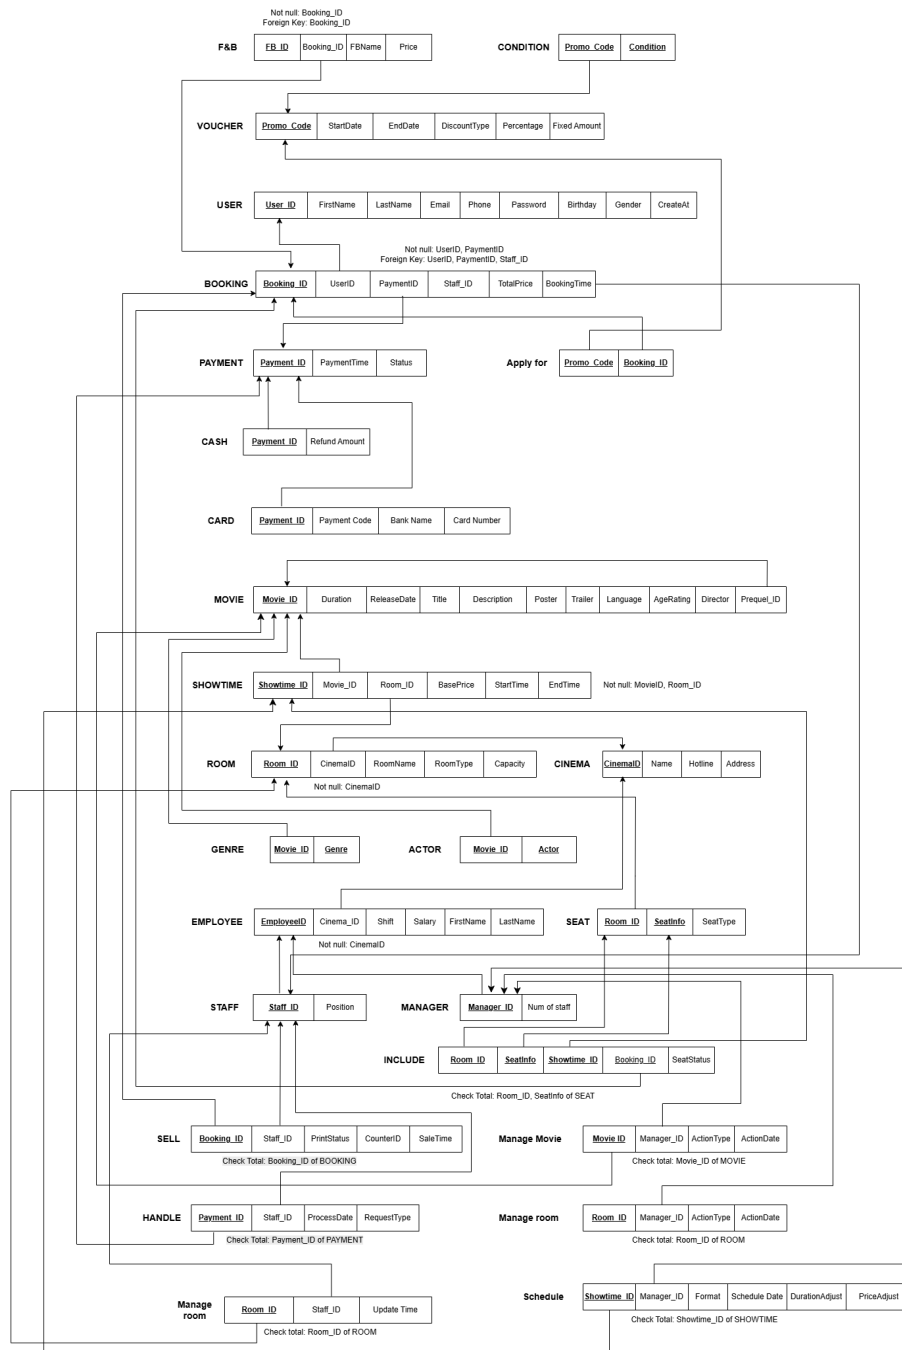 Not null: Booking_ID
Foreign Key: Booking_ID
F&B FB_ID Booking_ID FBName Price
CONDITION Promo_Code Condition
VOUCHER Promo_Code StartDate EndDate DiscountType Percentage Fixed Amount
USER User_ID FirstName LastName Email Phone Password Birthday Gender CreateAt
Not null: UserID, PaymentID
Foreign Key: UserID, PaymentID, Staff_ID
BOOKING Booking_ID UserID PaymentID Staff_ID TotalPrice BookingTime
PAYMENT Payment_ID PaymentTime Status
Apply for Promo_Code Booking_ID
CASH Payment_ID Refund Amount
CARD Payment_ID Payment Code Bank Name Card Number
MOVIE Movie_ID Duration ReleaseDate Title Description Poster Trailer Language AgeRating Director Prequel_ID
SHOWTIME Showtime_ID Movie_ID Room_ID BasePrice StartTime EndTime
Not null: MovieID, Room_ID
ROOM Room_ID CinemaID RoomName RoomType Capacity
Not null: CinemaID
CINEMA CinemaID Name Hotline Address
GENRE Movie_ID Genre
ACTOR Movie_ID Actor
EMPLOYEE EmployeeID Cinema_ID Shift Salary FirstName LastName
Not null: CinemaID
SEAT Room_ID SeatInfo SeatType
STAFF Staff_ID Position
MANAGER Manager_ID Num of staff
INCLUDE Room_ID SeatInfo Showtime_ID Booking_ID SeatStatus
Check Total: Room_ID, SeatInfo of SEAT
SELL Booking_ID Staff_ID PrintStatus CounterID SaleTime
Check Total: Booking_ID of BOOKING
Manage Movie Movie ID Manager_ID ActionType ActionDate
Check total: Movie_ID of MOVIE
HANDLE Payment_ID Staff_ID ProcessDate RequestType
Check Total: Payment_ID of PAYMENT
Manage room Room_ID Manager_ID ActionType ActionDate
Check total: Room_ID of ROOM
Manage
room
Room_ID Staff_ID Update Time
Check total: Room_ID of ROOM
Schedule Showtime_ID Manager_ID Format Schedule Date DurationAdjust PriceAdjust
Check Total: Showtime_ID of SHOWTIME